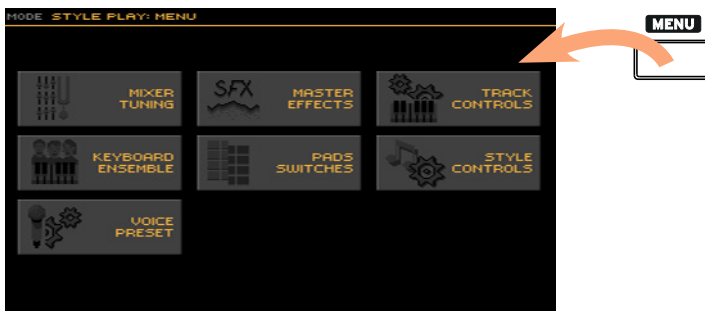 MODE STYLE PLAY: MENU
MENU
MIXER
TUNING
SFX
MASTER
EFFECTS
TRACK
CONTROLS
KEYBOARD
ENSEMBLE
PADS
SWITCHES
STYLE
CONTROLS
VOICE
PRESET